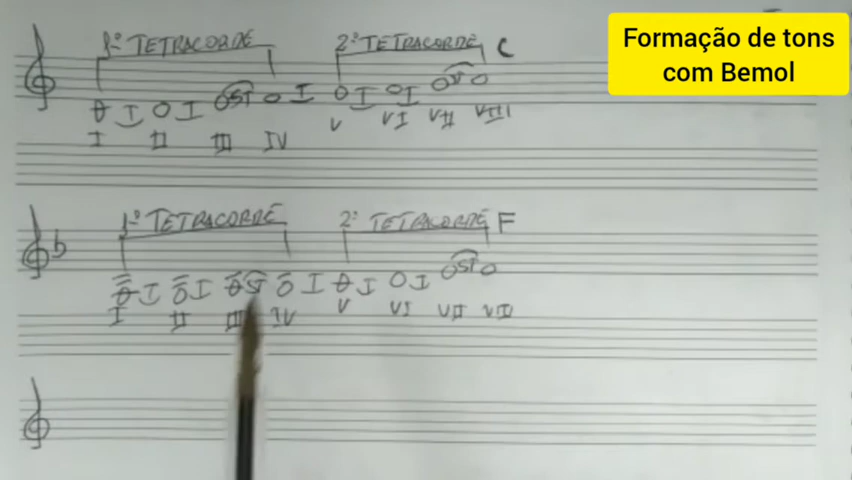 Formação de tons
com Bemol
1º TETRACORDE 2º TETRACORDE C
I I ST I I I ST
I II III IV V VI VII VIII
1º TETRACORDE 2º TETRACORDE F
I I ST I I I ST
I II III IV V VI VII VII